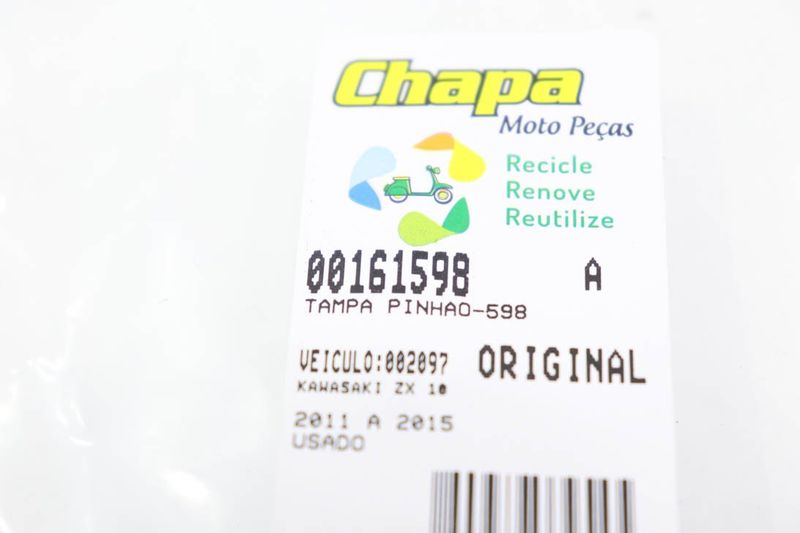 Chapa
Moto Peças
Recicle
Renove
Reutilize
00161598 A
TAMPA PINHAO-598
VEICULO:002097 ORIGINAL
KAWASAKI ZX 10
2011 A 2015
USADO